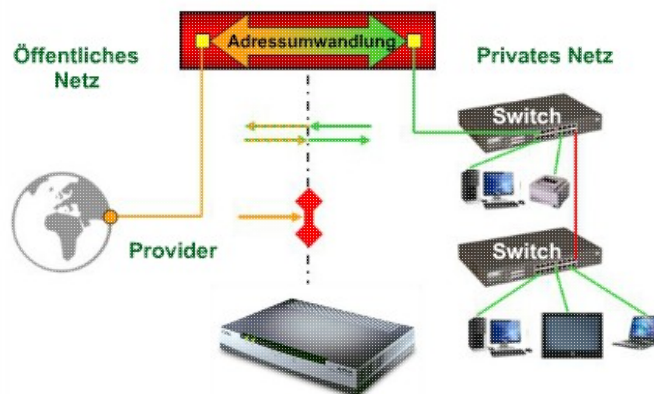 Adressumwandlung
Öffentliches
Netz
Privates Netz
Switch
Provider
Switch